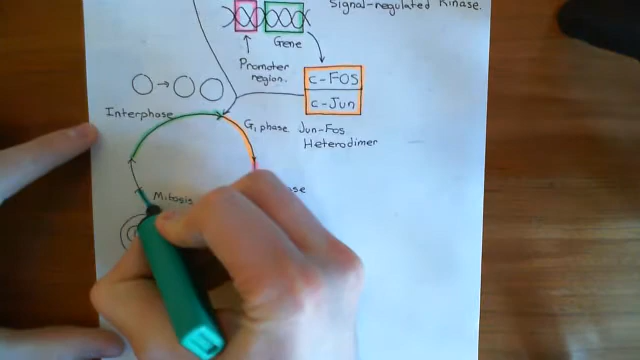 Signal-regulated Kinase.
Gene
Promoter
region.
c-FOS
c-Jun
Interphase
G₁ phase
Jun-Fos
Heterodimer
Mitosis